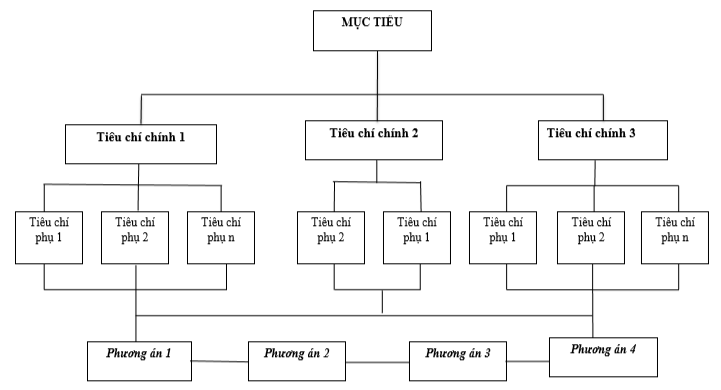 MỤC TIÊU
Tiêu chí chính 1
Tiêu chí chính 2
Tiêu chí chính 3
Tiêu chí
phụ 1
Tiêu chí
phụ 2
Tiêu chí
phụ n
Tiêu chí
phụ 2
Tiêu chí
phụ 1
Tiêu chí
phụ 1
Tiêu chí
phụ 2
Tiêu chí
phụ n
Phương án 1
Phương án 2
Phương án 3
Phương án 4